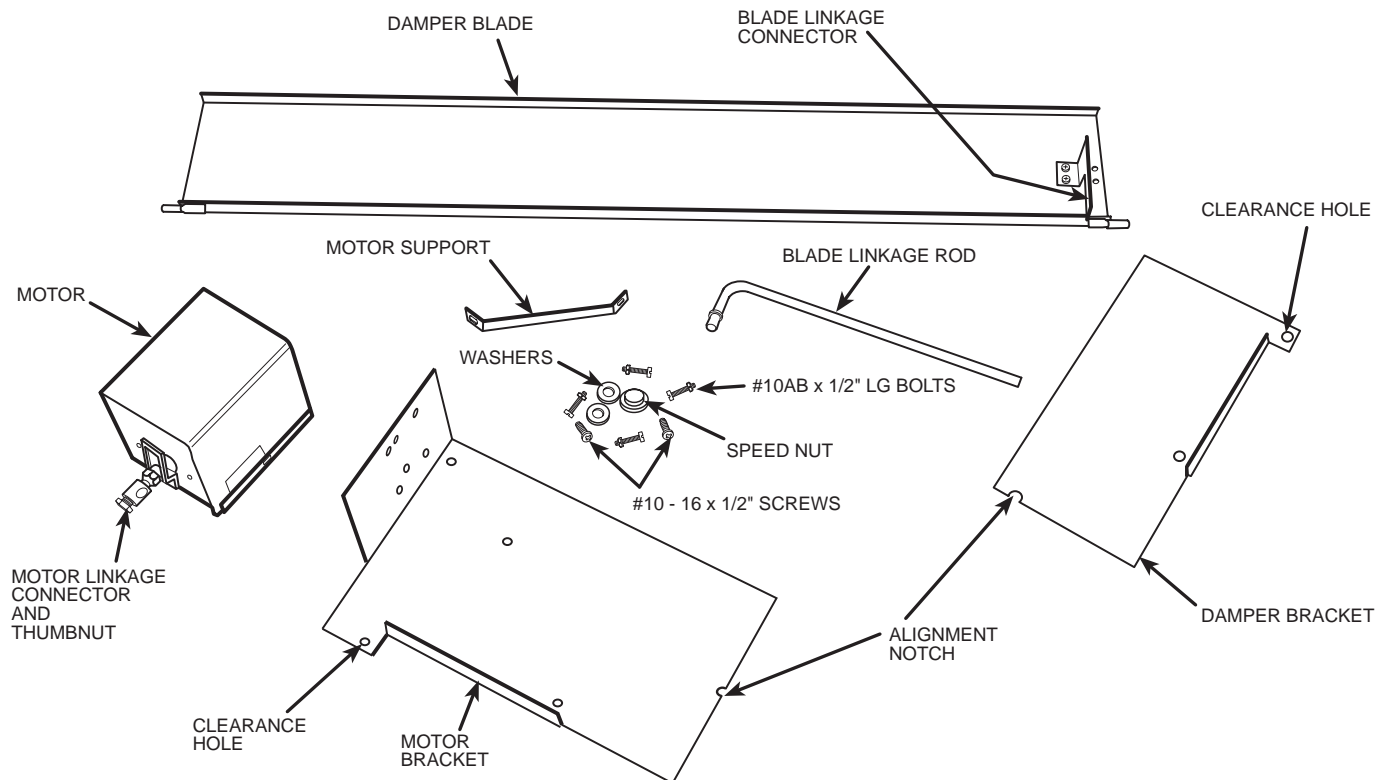 DAMPER BLADE
BLADE LINKAGE
CONNECTOR
CLEARANCE HOLE
MOTOR SUPPORT
BLADE LINKAGE ROD
MOTOR
WASHERS
#10AB x 1/2" LG BOLTS
SPEED NUT
#10 - 16 x 1/2" SCREWS
MOTOR LINKAGE
CONNECTOR
AND
THUMBNUT
DAMPER BRACKET
ALIGNMENT
NOTCH
CLEARANCE
HOLE
MOTOR
BRACKET